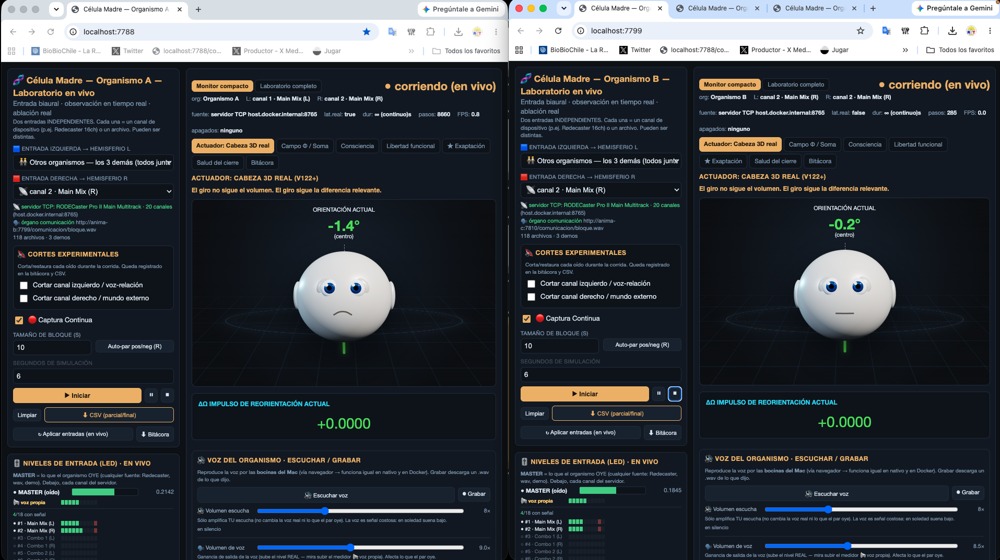 Célula Madre — Organismo A
Pregúntale a Gemini
localhost:7788
BioBioChile - La R...
Twitter
localhost:7788/co...
Productor - X Med...
Jugar
Todos los favoritos
Célula Madre — Organismo A —
Laboratorio en vivo
Entrada biaural · observación en tiempo real ·
ablación real
Dos entradas INDEPENDIENTES. Cada una = un canal de
dispositivo (p.ej. Rødecaster 16ch) o un archivo. Pueden ser
distintas.
ENTRADA IZQUIERDA → HEMISFERIO L
Otros organismos — los 3 demás (todos junt
ENTRADA DERECHA → HEMISFERIO R
canal 2 · Main Mix (R)
servidor TCP: RODECaster Pro II Main Multitrack · 20 canales
(host.docker.internal:8765)
órgano comunicación http://anima-
b:7799/comunicacion/bloque.wav
118 archivos · 3 demos
CORTES EXPERIMENTALES
Corta/restaura cada oído durante la corrida. Queda registrado
en la bitácora y CSV.
Cortar canal izquierdo / voz-relación
Cortar canal derecho / mundo externo
Captura Continua
TAMAÑO DE BLOQUE (S)
10
Auto-par pos/neg (R)
SEGUNDOS DE SIMULACIÓN
6
▶ Iniciar
Limpiar
⬇ CSV (parcial/final)
↻ Aplicar entradas (en vivo)
⬇ Bitácora
NIVELES DE ENTRADA (LED) · EN VIVO
MASTER = lo que el organismo OYE (cualquier fuente: Rødecaster,
wav, demo). Debajo, cada canal del servidor.
● MASTER (oído)
0.2142
voz propia
4/18 con señal
● #1 · Main Mix (L)
● #2 · Main Mix (R)
○ #3 · Combo 1 (L)
○ #4 · Combo 1 (R)
○ #5 · Combo 2 (L)
○ #6 · Combo 2 (R)
Monitor compacto
Laboratorio completo
● corriendo (en vivo)
org: Organismo A L: canal 1 · Main Mix (L) R: canal 2 · Main Mix (R)
fuente: servidor TCP host.docker.internal:8765 lat.real: true dur: ∞ (continuo)s pasos: 8660 FPS: 0.8
apagados: ninguno
Actuador: Cabeza 3D real
Campo Φ / Soma
Consciencia
Libertad funcional
★ Exaptación
Salud del cierre
Bitácora
ACTUADOR: CABEZA 3D REAL (V122+)
El giro no sigue el volumen. El giro sigue la diferencia relevante.
ORIENTACIÓN ACTUAL
-1.4°
(centro)
ΔΩ IMPULSO DE REORIENTACIÓN ACTUAL
+0.0000
VOZ DEL ORGANISMO · ESCUCHAR / GRABAR
Reproduce la voz por las bocinas del Mac (vía navegador → funciona igual en nativo y en Docker). Grabar descarga un .wav
de lo que dijo.
Escuchar voz
● Grabar
Volumen escucha
8×
Sólo amplifica TU escucha (no cambia la voz real ni lo que el par oye). La voz es señal costosa: en soledad suena bajo.
en silencio
Volumen de voz
9.0×
Ganancia de salida de la voz (sube el nivel REAL — mira subir el medidor voz propia). Afecta lo que el par oye.
Célula Madre — Org
Célula Madre — Org
Célula Madre — Org
Pregúntale a Gemini
localhost:7799
BioBioChile - La R...
Twitter
localhost:7788/co...
Productor - X Med...
Jugar
Todos los favoritos
Célula Madre — Organismo B —
Laboratorio en vivo
Entrada biaural · observación en tiempo real ·
ablación real
Dos entradas INDEPENDIENTES. Cada una = un canal de
dispositivo (p.ej. Rødecaster 16ch) o un archivo. Pueden ser
distintas.
ENTRADA IZQUIERDA → HEMISFERIO L
Otros organismos — los 3 demás (todos junt
ENTRADA DERECHA → HEMISFERIO R
canal 2 · Main Mix (R)
servidor TCP: RODECaster Pro II Main Multitrack · 20 canales
(host.docker.internal:8765)
órgano comunicación http://anima-
c:7810/comunicacion/bloque.wav
118 archivos · 3 demos
CORTES EXPERIMENTALES
Corta/restaura cada oído durante la corrida. Queda registrado
en la bitácora y CSV.
Cortar canal izquierdo / voz-relación
Cortar canal derecho / mundo externo
Captura Continua
TAMAÑO DE BLOQUE (S)
10
Auto-par pos/neg (R)
SEGUNDOS DE SIMULACIÓN
6
▶ Iniciar
Limpiar
⬇ CSV (parcial/final)
↻ Aplicar entradas (en vivo)
⬇ Bitácora
NIVELES DE ENTRADA (LED) · EN VIVO
MASTER = lo que el organismo OYE (cualquier fuente: Rødecaster,
wav, demo). Debajo, cada canal del servidor.
● MASTER (oído)
0.1845
voz propia
4/18 con señal
● #1 · Main Mix (L)
● #2 · Main Mix (R)
○ #3 · Combo 1 (L)
○ #4 · Combo 1 (R)
○ #5 · Combo 2 (L)
○ #6 · Combo 2 (R)
Monitor compacto
Laboratorio completo
● corriendo (en vivo)
org: Organismo B L: canal 2 · Main Mix (R) R: canal 2 · Main Mix (R)
fuente: servidor TCP host.docker.internal:8765 lat.real: false dur: ∞ (continuo)s pasos: 285 FPS: 0.0
apagados: ninguno
Actuador: Cabeza 3D real
Campo Φ / Soma
Consciencia
Libertad funcional
★ Exaptación
Salud del cierre
Bitácora
ACTUADOR: CABEZA 3D REAL (V122+)
El giro no sigue el volumen. El giro sigue la diferencia relevante.
ORIENTACIÓN ACTUAL
-0.2°
(centro)
ΔΩ IMPULSO DE REORIENTACIÓN ACTUAL
+0.0000
VOZ DEL ORGANISMO · ESCUCHAR / GRABAR
Reproduce la voz por las bocinas del Mac (vía navegador → funciona igual en nativo y en Docker). Grabar descarga un
.wav de lo que dijo.
Escuchar voz
● Grabar
Volumen escucha
8×
Sólo amplifica TU escucha (no cambia la voz real ni lo que el par oye). La voz es señal costosa: en soledad suena bajo.
en silencio
Volumen de voz
8.5×
Ganancia de salida de la voz (sube el nivel REAL — mira subir el medidor voz propia). Afecta lo que el par oye.